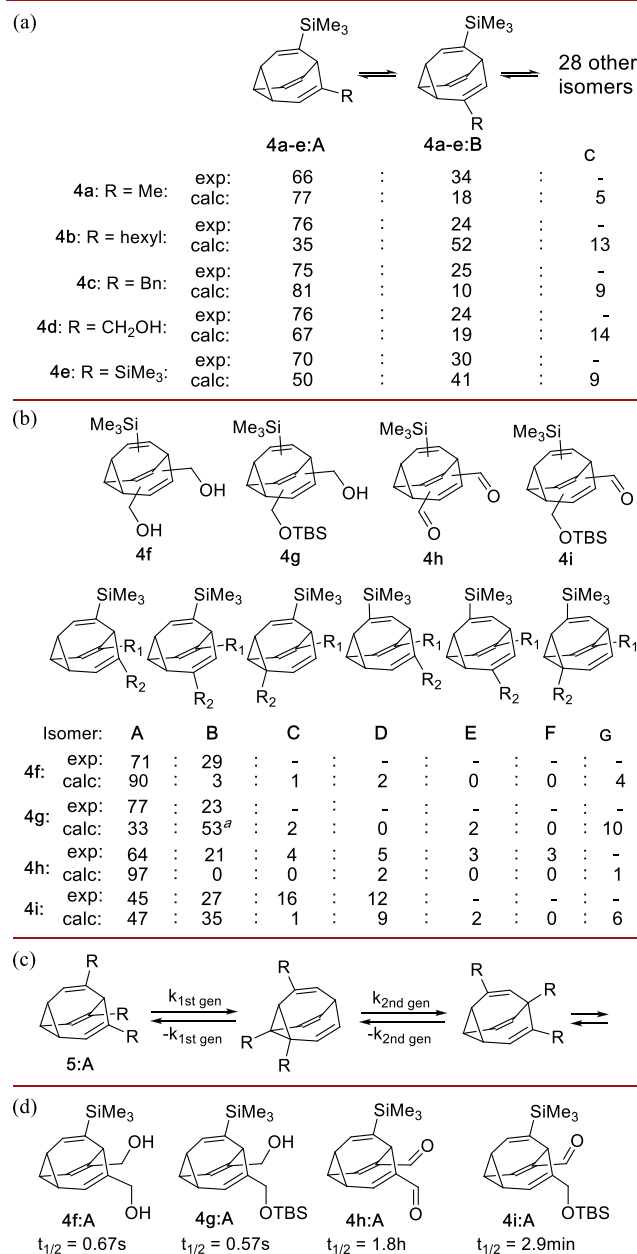 (a)
SiMe3 SiMe3
28 other
isomers
R R
4a-e:A 4a-e:B
C
4a: R = Me: exp: 66 : 34 : -
calc: 77 : 18 : 5
4b: R = hexyl: exp: 76 : 24 : -
calc: 35 : 52 : 13
4c: R = Bn: exp: 75 : 25 : -
calc: 81 : 10 : 9
4d: R = CH2OH: exp: 76 : 24 : -
calc: 67 : 19 : 14
4e: R = SiMe3: exp: 70 : 30 : -
calc: 50 : 41 : 9
(b)
Me3Si Me3Si Me3Si Me3Si
OH OH O O
OH OTBS O OTBS
4f 4g 4h 4i
SiMe3 SiMe3 SiMe3 SiMe3 SiMe3 SiMe3
R1 R1 R1 R1 R1 R1
R2 R2 R2 R2 R2 R2
Isomer: A B C D E F G
4f: exp: 71 : 29 : - : - : - : - : -
calc: 90 : 3 : 1 : 2 : 0 : 0 : 4
4g: exp: 77 : 23 : - : - : - : - : -
calc: 33 : 53a : 2 : 0 : 2 : 0 : 10
4h: exp: 64 : 21 : 4 : 5 : 3 : 3 : -
calc: 97 : 0 : 0 : 2 : 0 : 0 : 1
4i: exp: 45 : 27 : 16 : 12 : - : - : -
calc: 47 : 35 : 1 : 9 : 2 : 0 : 6
(c)
R R R
k1st gen k2nd gen R
R -k1st gen -k2nd gen
R R R R
5:A
(d)
SiMe3 SiMe3 SiMe3 SiMe3
OH OH O O
OH OTBS O OTBS
4f:A 4g:A 4h:A 4i:A
t1/2 = 0.67s t1/2 = 0.57s t1/2 = 1.8h t1/2 = 2.9min